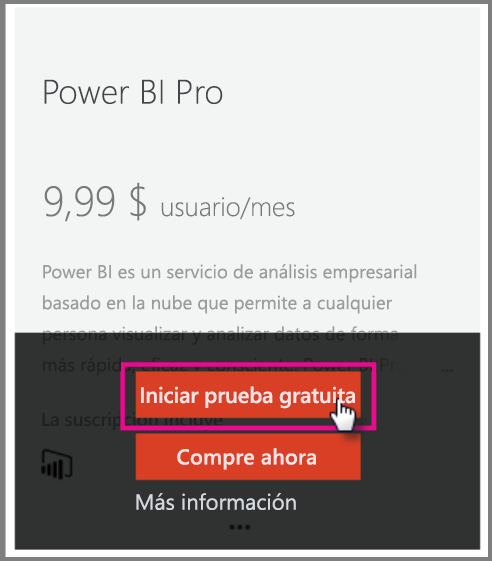 Power BI Pro
9,99 $ usuario/mes
Power BI es un servicio de análisis empresarial
basado en la nube que permite a cualquier
persona visualizar y analizar datos de forma
más rápida, eficaz y Power BI Pro ...
Iniciar prueba gratuita
La suscripción incluye
Compre ahora
Más información
•••